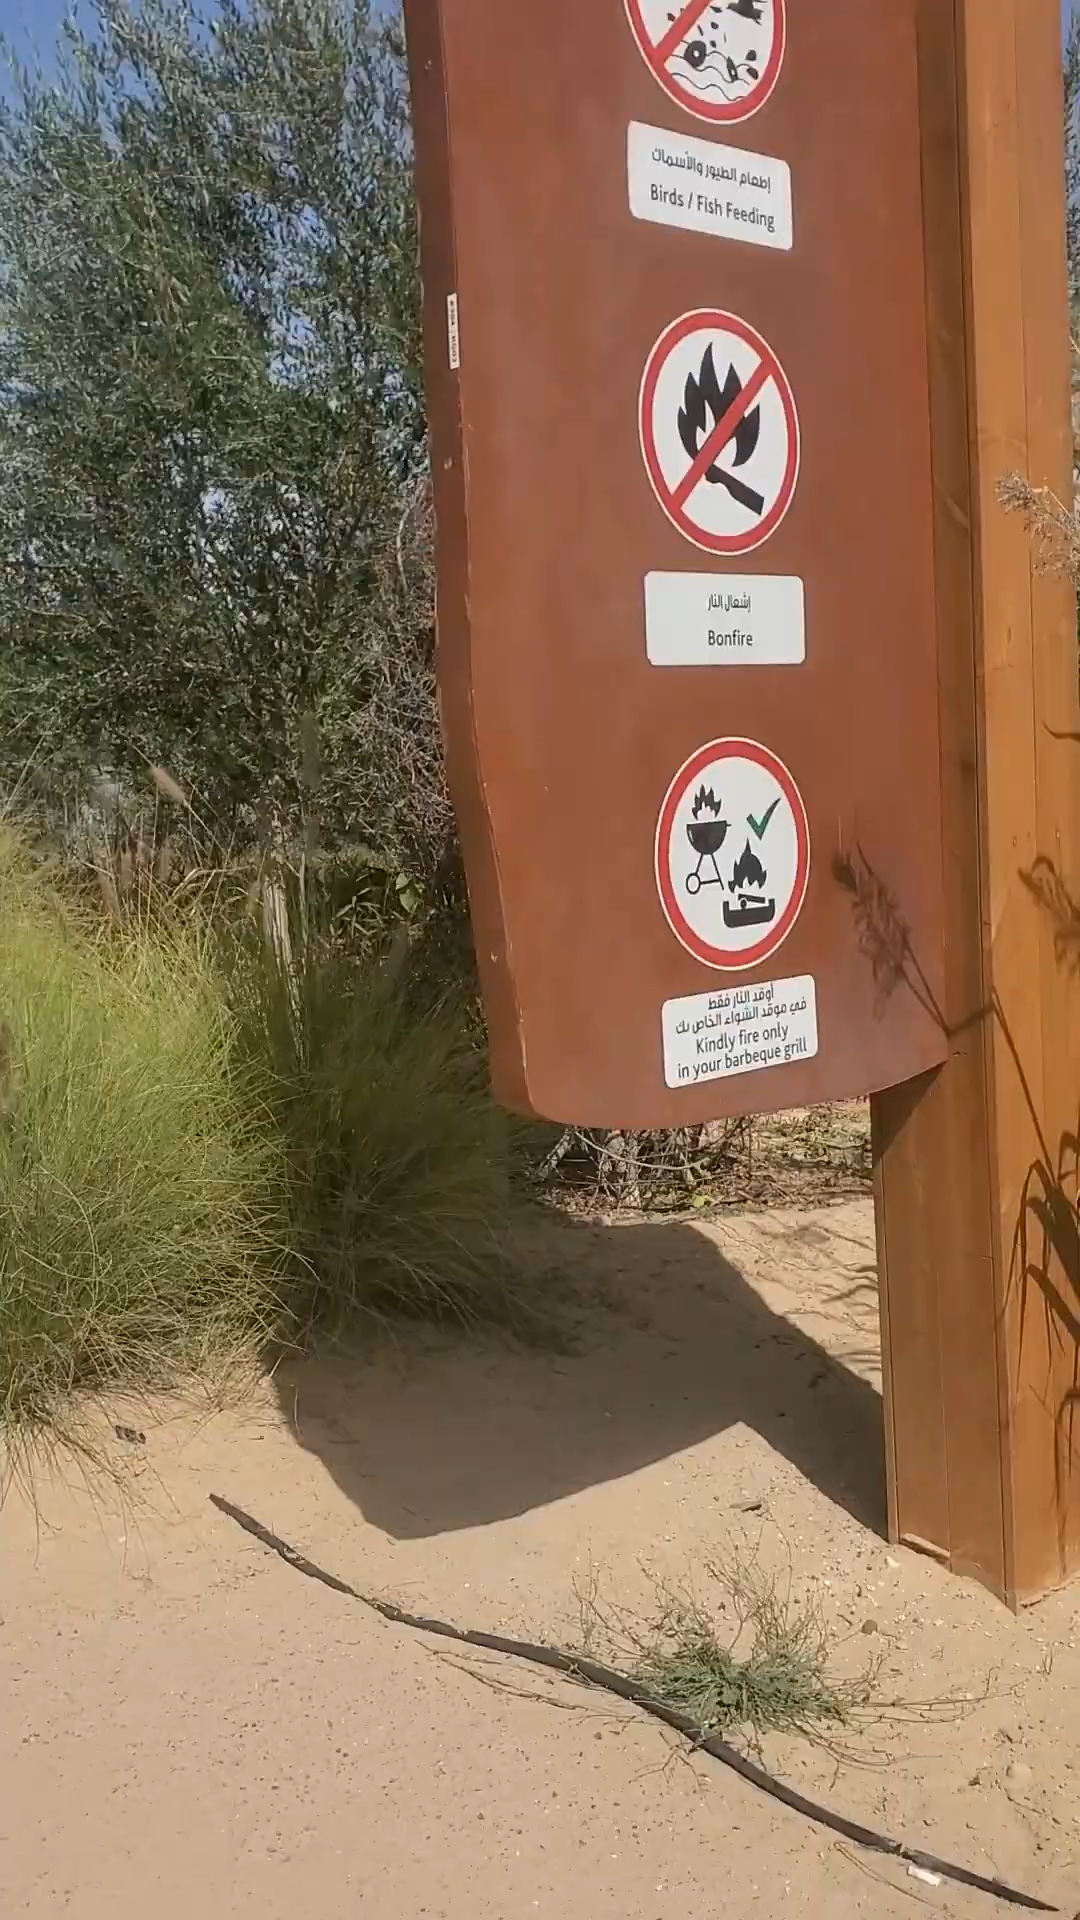 إطعام الطيور والأسماك
Birds / Fish Feeding
إشعال النار
Bonfire
أوقد النار فقط
في موقد الشواء الخاص بك
Kindly fire only
in your barbeque grill